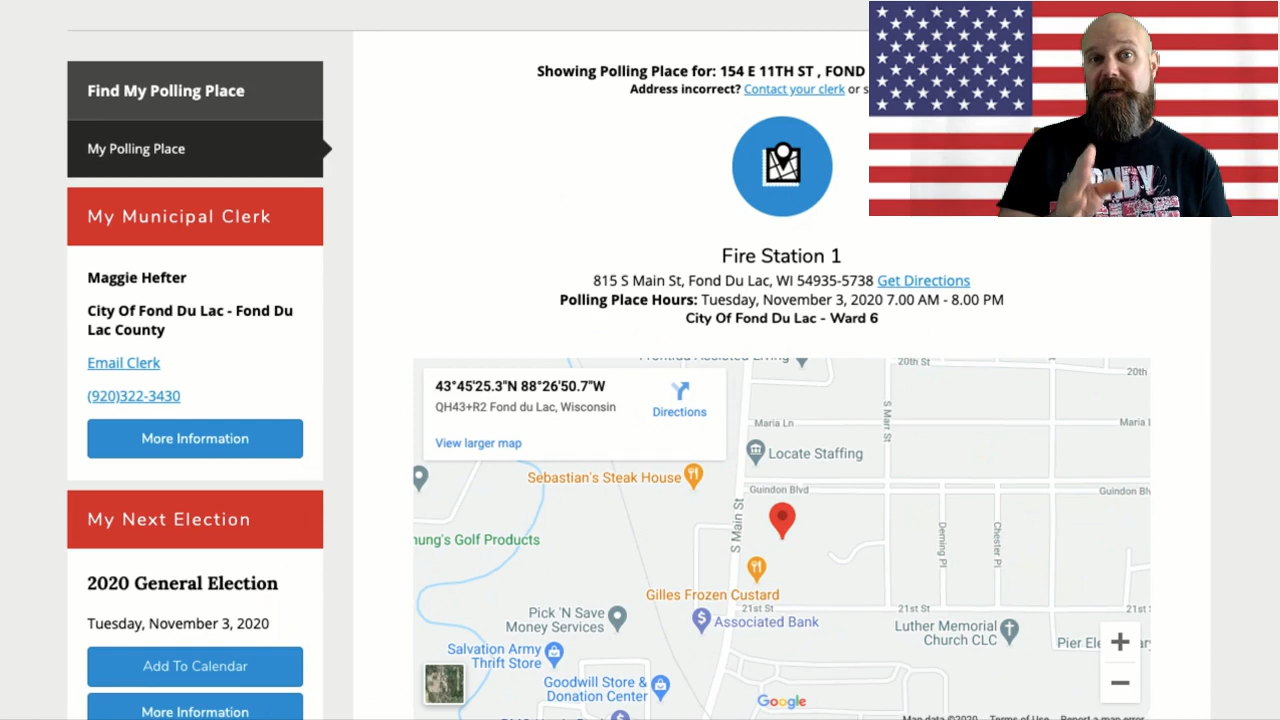 Find My Polling Place
My Polling Place
My Municipal Clerk
Maggie Hefter
City Of Fond Du Lac - Fond Du
Lac County
Email Clerk
(920)322-3430
More Information
My Next Election
2020 General Election
Tuesday, November 3, 2020
Add To Calendar
More Information
Showing Polling Place for: 154 E 11TH ST , FOND
Address incorrect? Contact your clerk or s
Fire Station 1
815 S Main St, Fond Du Lac, WI 54935-5738 Get Directions
Polling Place Hours: Tuesday, November 3, 2020 7.00 AM - 8.00 PM
City Of Fond Du Lac - Ward 6
43°45'25.3"N 88°26'50.7"W
QH43+R2 Fond du Lac, Wisconsin
Directions
View larger map
20th St
20th
S Marr St
Maria Ln
Maria
Locate Staffing
Sebastian's Steak House
Guindon Blvd
Guindon Blv
S Main St
Deming Pl
Chester Pl
ung's Golf Products
Gilles Frozen Custard
21st St
21st St
21st
Pick 'N Save
Money Services
Associated Bank
Luther Memorial
Church CLC
Pier Ele
Salvation Army
Thrift Store
Goodwill Store &
Donation Center
Google
Map data ©2020 Terms of Use Report a map error